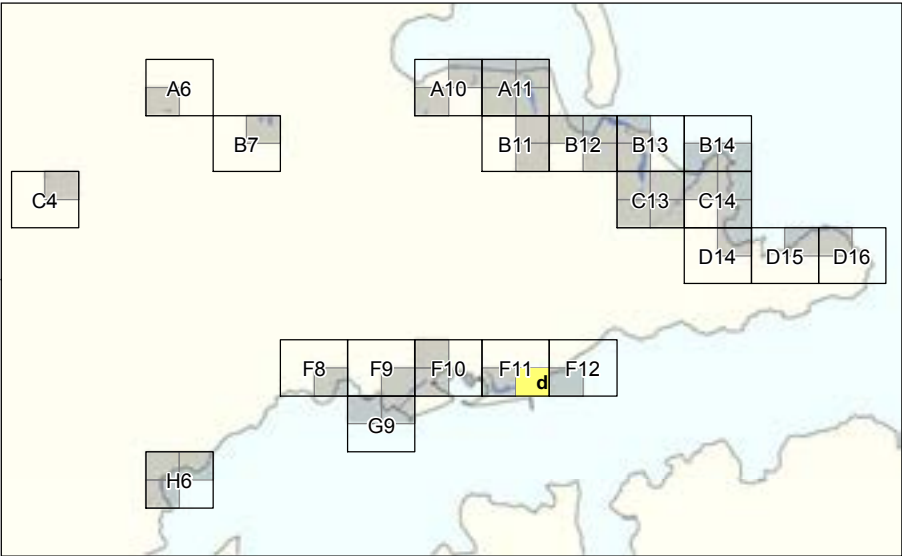 A6 A10 A11
B7 B11 B12 B13 B14
C4 C13 C14
D14 D15 D16
F8 F9 F10 F11 d F12
G9
H6